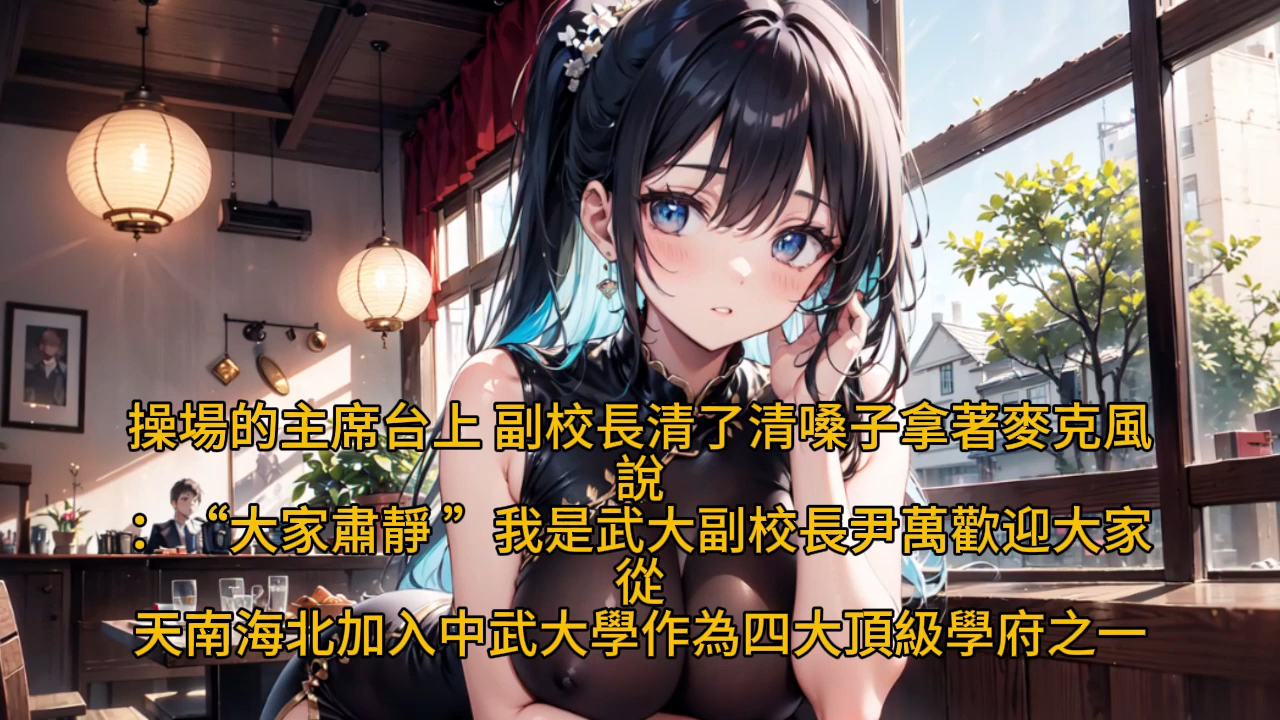 操場的主席台上 副校長清了清嗓子拿著麥克風
說
：“大家肅靜 ”我是武大副校長尹萬歡迎大家
從
天南海北加入中武大學作為四大頂級學府之一